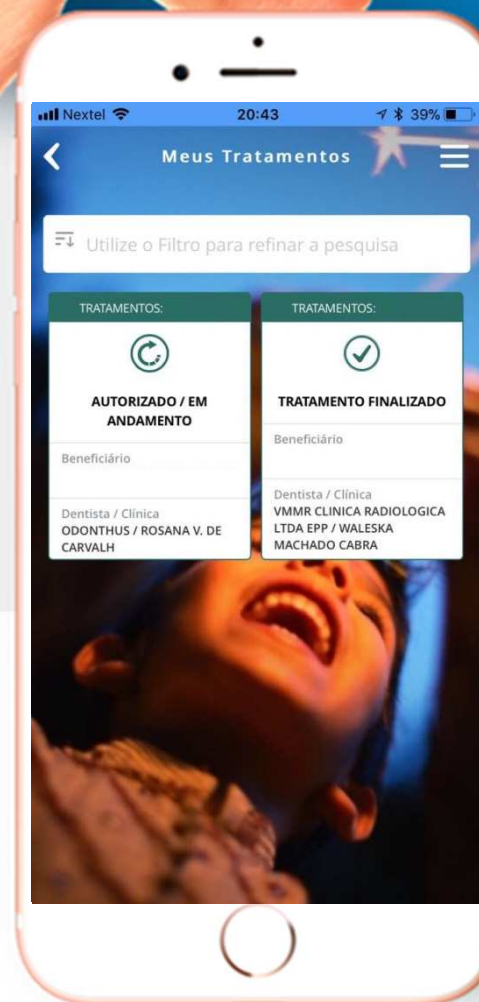 Nextel 20:43 39%
Meus Tratamentos
Utilize o Filtro para refinar a pesquisa
TRATAMENTOS:
AUTORIZADO / EM
ANDAMENTO
Beneficiário
Dentista / Clínica
ODONTHUS / ROSANA V. DE
CARVALH
TRATAMENTOS:
TRATAMENTO FINALIZADO
Beneficiário
Dentista / Clínica
VMMR CLINICA RADIOLOGICA
LTDA EPP / WALESKA
MACHADO CABRA